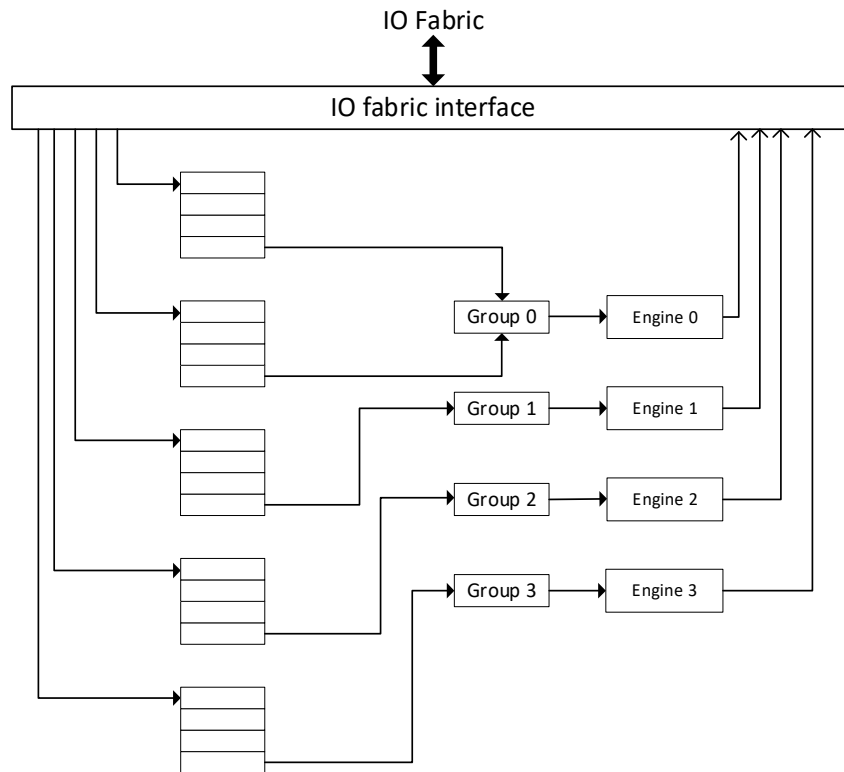 IO Fabric
IO fabric interface
Group 0
Engine 0
Group 1
Engine 1
Group 2
Engine 2
Group 3
Engine 3